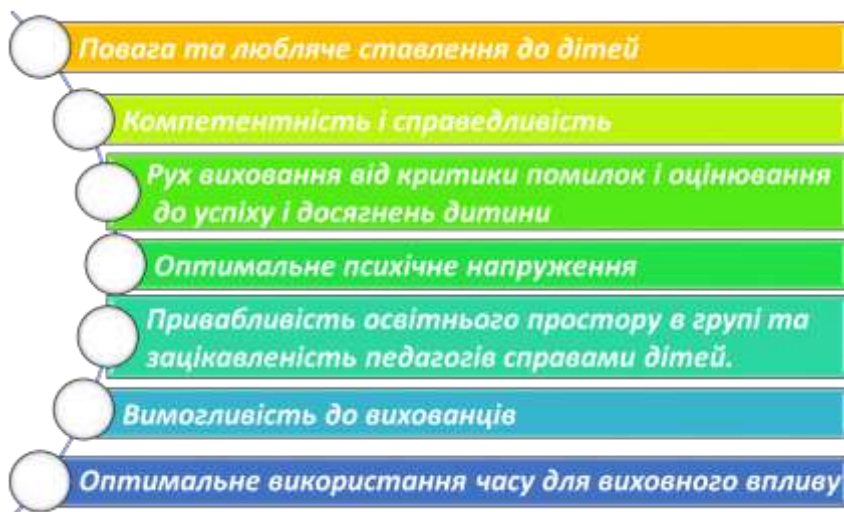 Повага та любляче ставлення до дітей
Компетентність і справедливість
Рух виховання від критики помилок і оцінювання
до успіху і досягнень дитини
Оптимальне психічне напруження
Привабливість освітнього простору в групі та
зацікавленість педагогів справами дітей.
Вимогливість до вихованців
Оптимальне використання часу для виховного впливу